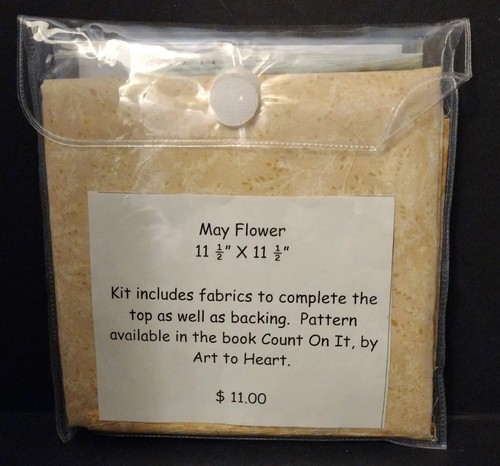 May Flower
11 ½" X 11 ½"
Kit includes fabrics to complete the
top as well as backing. Pattern
available in the book Count On It, by
Art to Heart.
$ 11.00